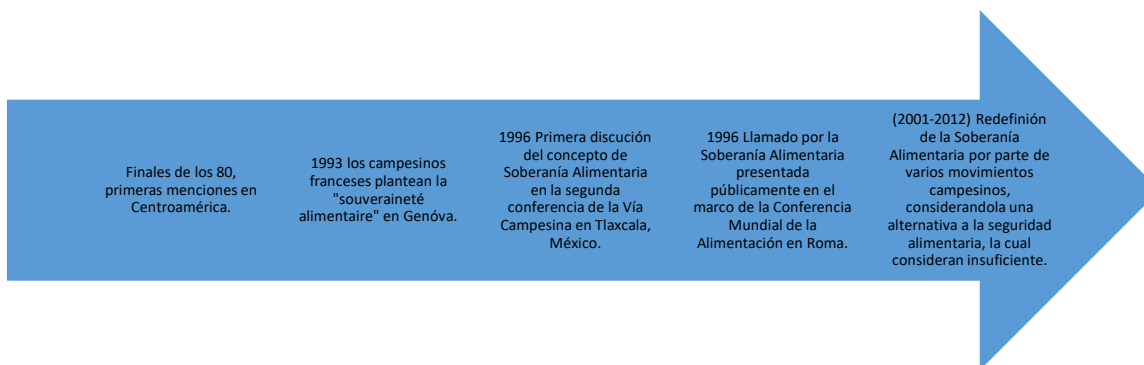 Finales de los 80,
primeras menciones en
Centroamérica.
1993 los campesinos
franceses plantean la
"souveraineté
alimentaire" en Genóva.
1996 Primera discución
del concepto de
Soberanía Alimentaria
en la segunda
conferencia de la Vía
Campesina en Tlaxcala,
México.
1996 Llamado por la
Soberanía Alimentaria
presentada
públicamente en el
marco de la Conferencia
Mundial de la
Alimentación en Roma.
(2001-2012) Redefinión
de la Soberanía
Alimentaria por parte de
varios movimientos
campesinos,
considerandola una
alternativa a la seguridad
alimentaria, la cual
consideran insuficiente.